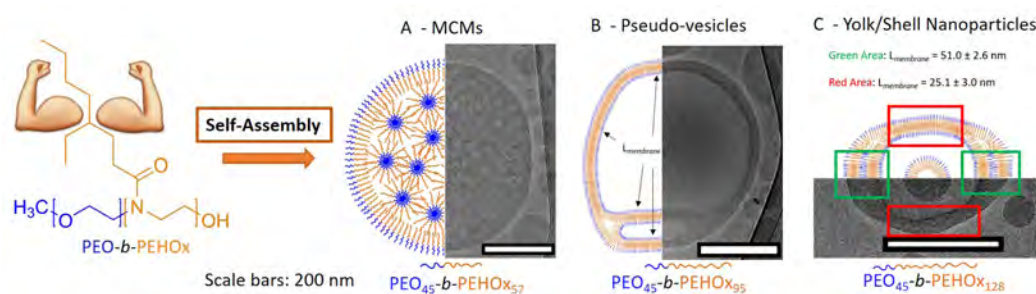 A - MCMs
B - Pseudo-vesicles
C - Yolk/Shell Nanoparticles
Green Area: Lmembrane = 51.0 ± 2.6 nm
Red Area: Lmembrane = 25.1 ± 3.0 nm
Self-Assembly
Lmembrane
O
H3C
O
N
OH
PEO-b-PEHOx
Scale bars: 200 nm
PEO45-b-PEHOx57
PEO45-b-PEHOx95
PEO45-b-PEHOx128